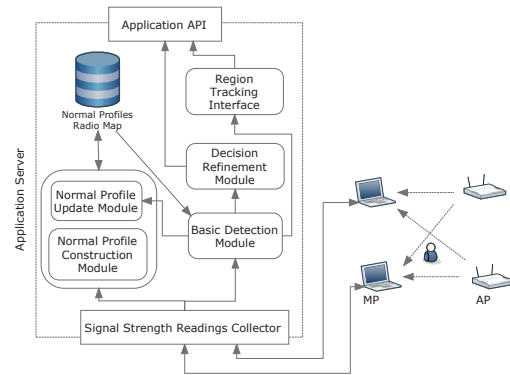 Application API
Application Server
Normal Profiles
Radio Map
Region
Tracking
Interface
Decision
Refinement
Module
Normal Profile
Update Module
Basic Detection
Module
Normal Profile
Construction
Module
Signal Strength Readings Collector
MP
AP